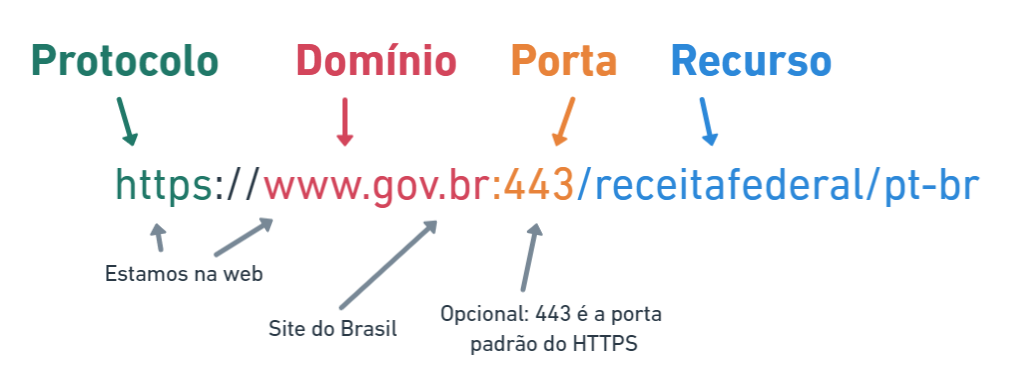 Protocolo Domínio Porta Recurso
https://www.gov.br:443/receitafederal/pt-br
Estamos na web
Site do Brasil
Opcional: 443 é a porta
padrão do HTTPS